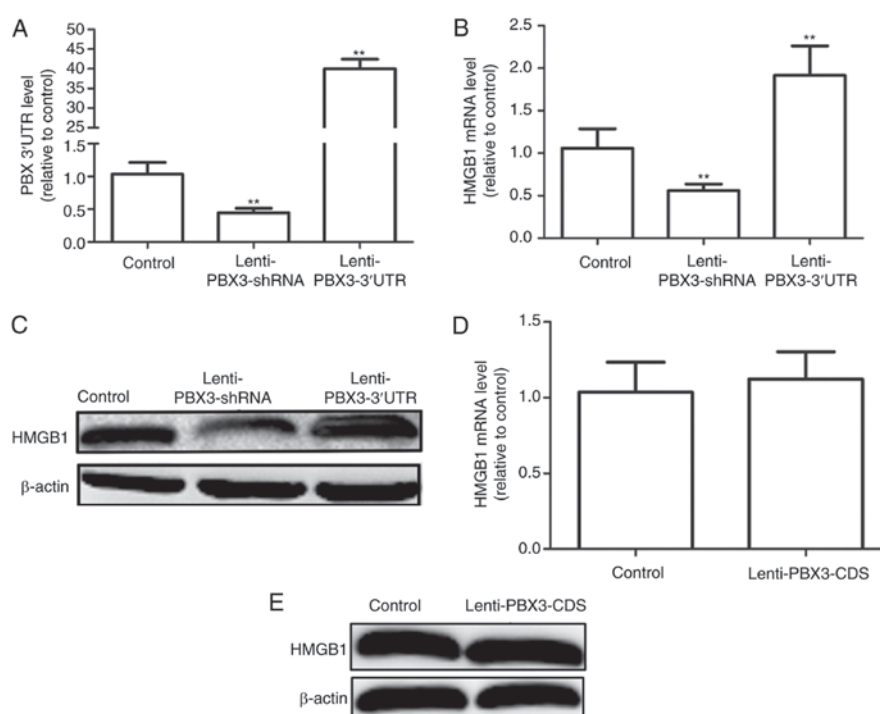 A
PBX 3'UTR level
(relative to control)
40
35
30
25
1.5
1.0
0.5
0.0
**
**
Control
Lenti-
PBX3-shRNA
Lenti-
PBX3-3'UTR
B
HMGB1 mRNA level
(relative to control)
2.5
2.0
1.5
1.0
0.5
0.0
**
**
Control
Lenti-
PBX3-shRNA
Lenti-
PBX3-3'UTR
C
Control
Lenti-
PBX3-shRNA
Lenti-
PBX3-3'UTR
HMGB1
β-actin
D
HMGB1 mRNA level
(relative to control)
1.5
1.0
0.5
0.0
Control
Lenti-PBX3-CDS
E
Control
Lenti-PBX3-CDS
HMGB1
β-actin